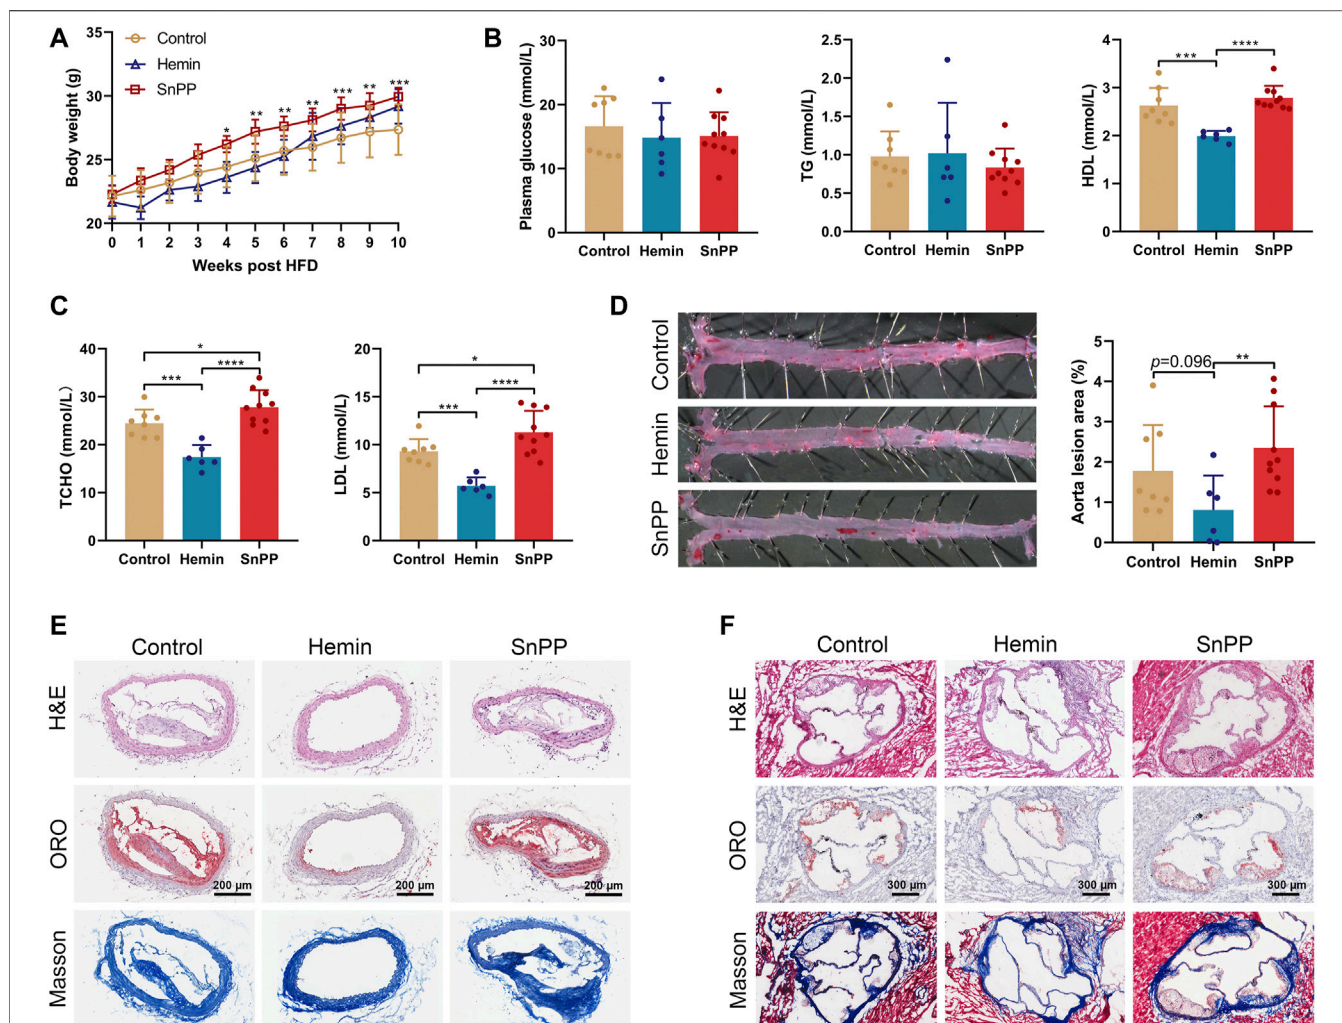 A
35
30
25
20
Body weight (g)
Control
Hemin
SnPP
* ** ** ** *** ** ***
0 1 2 3 4 5 6 7 8 9 10
Weeks post HFD
B
30
20
10
0
Plasma glucose (mmol/L)
Control Hemin SnPP
2.5
2.0
1.5
1.0
0.5
0.0
TG (mmol/L)
Control Hemin SnPP
4
3
2
1
0
HDL (mmol/L)
*** ****
Control Hemin SnPP
C
40
30
20
10
0
TCHO (mmol/L)
*
*** ****
Control Hemin SnPP
20
15
10
5
0
LDL (mmol/L)
*
*** ****
Control Hemin SnPP
D
Control
Hemin
SnPP
5
4
3
2
1
0
Aorta lesion area (%)
p=0.096 **
Control Hemin SnPP
E
Control Hemin SnPP
H&E
ORO
200 μm 200 μm 200 μm
Masson
F
Control Hemin SnPP
H&E
ORO
300 μm 300 μm 300 μm
Masson